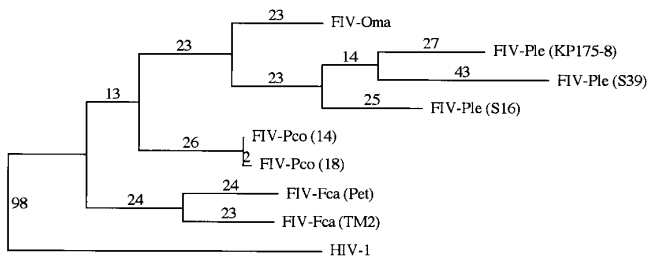 23 FIV-Oma
23 27 FIV-Ple (KP175-8)
14
23 43 FIV-Ple (S39)
13 25 FIV-Ple (S16)
FIV-Pco (14)
26 2
FIV-Pco (18)
24 FIV-Fca (Pet)
98 24
23 FIV-Fca (TM2)
HIV-1